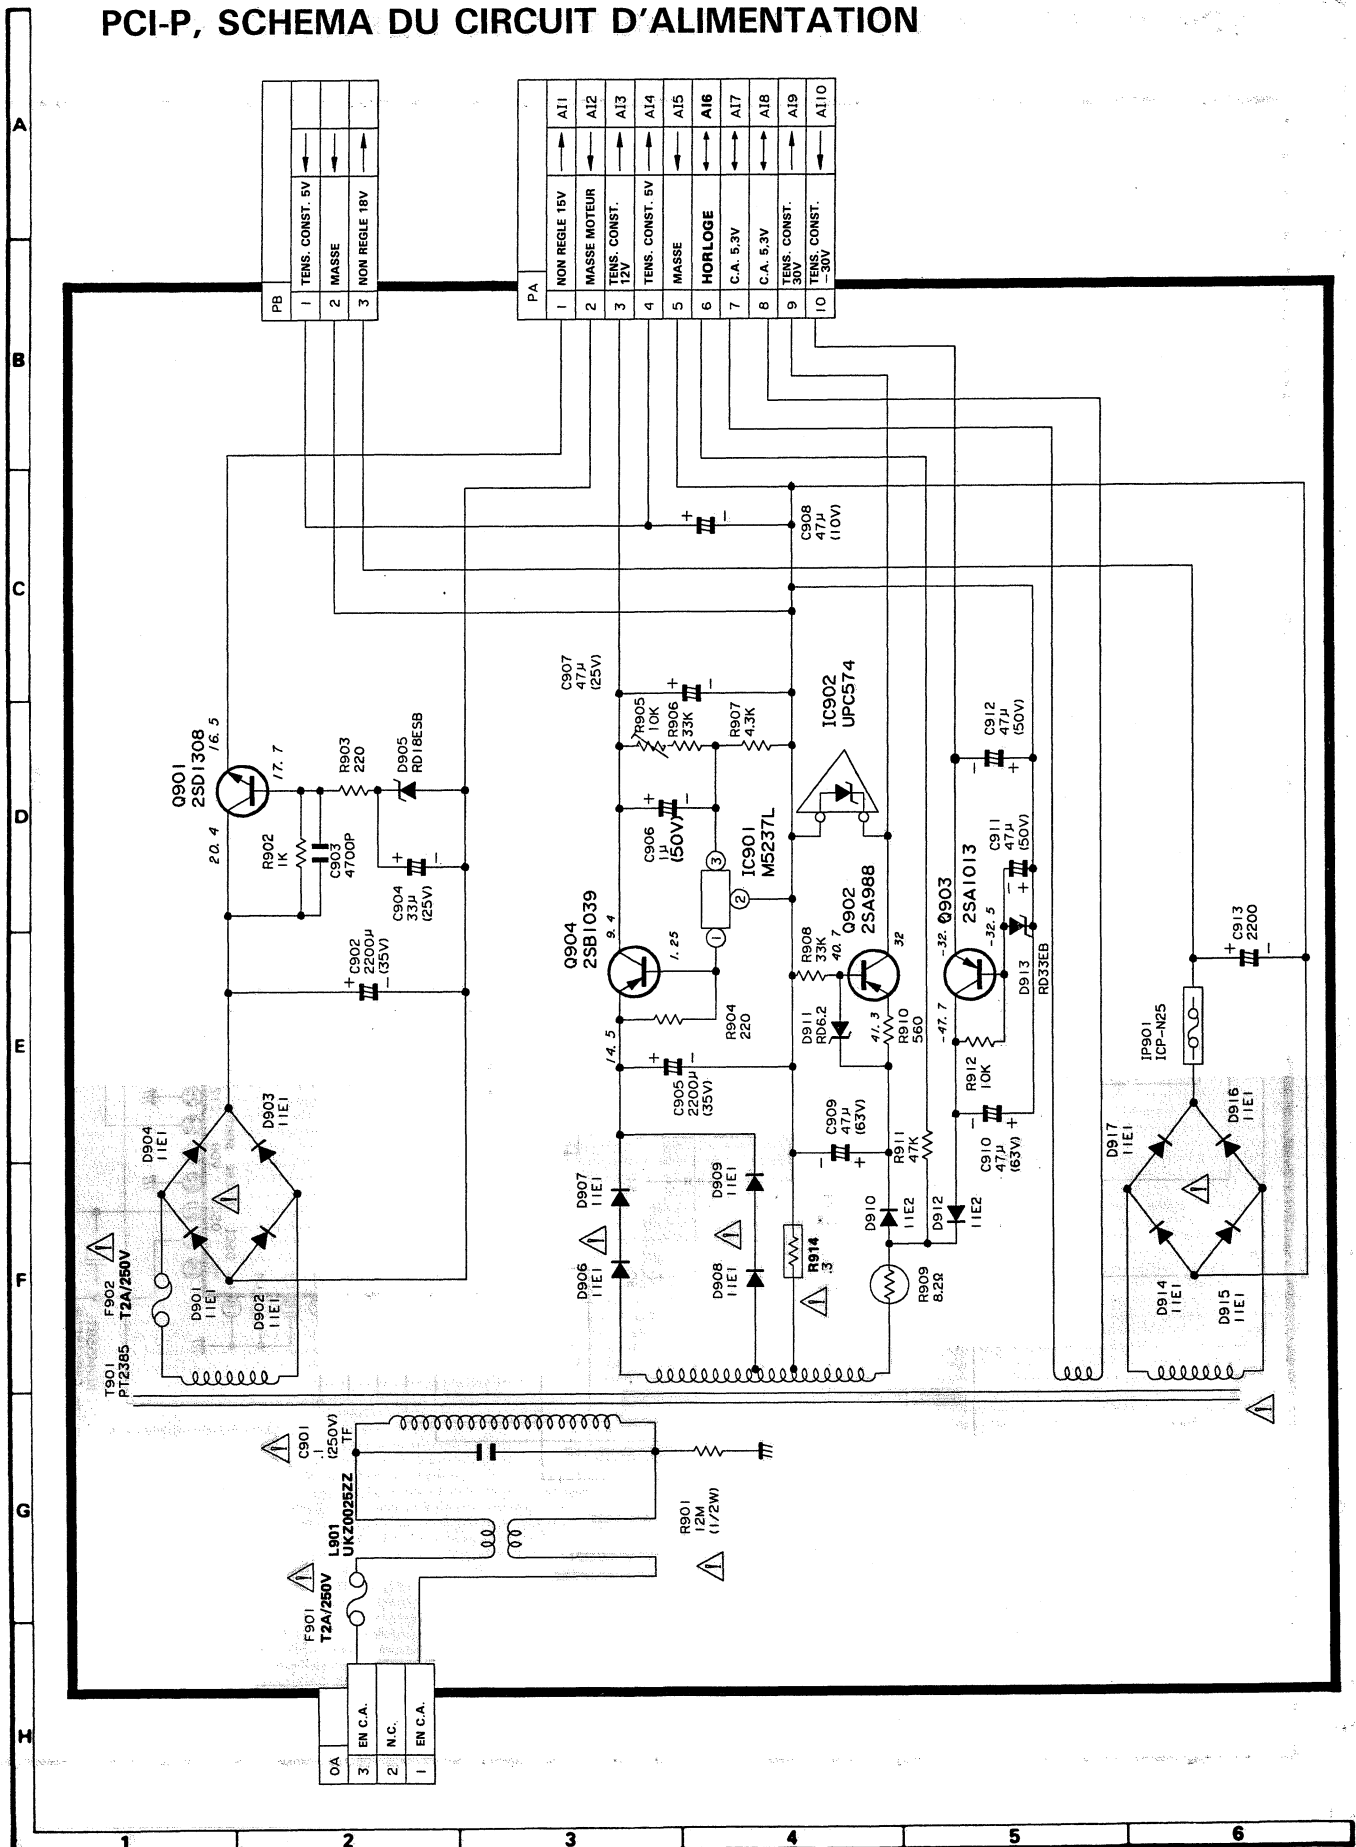 PCI-P, SCHEMA DU CIRCUIT D'ALIMENTATION
A
B
C
D
E
F
G
H
1
2
3
4
5
6
PB
1 TENS. CONST. 5V
2 MASSE
3 NON REGLE 18V
PA
1 NON REGLE 15V AI1
2 MASSE MOTEUR AI2
3 TENS. CONST. 12V AI3
4 TENS. CONST. 5V AI4
5 MASSE AI5
6 HORLOGE AI6
7 C.A. 5,3V AI7
8 C.A. 5,3V AI8
9 TENS. CONST. 30V AI9
10 TENS. CONST. -30V AI10
C908
47µ
(10V)
+
-
Q901
2SD1308
16.5
17.7
20.4
R902
1K
C903
4700P
R903
220
D905
RD18ESB
C904
33µ
(25V)
+
-
C902
2200µ
(35V)
+
-
C907
47µ
(25V)
+
-
R905
10K
R906
33K
R907
4.3K
C906
1µ
(50V)
+
-
IC901
M5237L
1
2
3
IC902
UPC574
Q904
2SB1039
9.4
1.25
14.5
R904
220
C905
2200µ
(35V)
+
-
R908
33K
40.7
Q902
2SA988
32
D911
RD6.2
41.3
R910
560
Q903
2SA1013
-32.5
-47.7
C912
47µ
(50V)
-
+
C911
47µ
(50V)
-
+
D913
RD33EB
R912
10K
C910
47µ
(63V)
-
+
C909
47µ
(63V)
-
+
R911
47K
C913
2200
+
-
IP901
ICP-N25
D904
11E1
D903
11E1
D901
11E1
D902
11E1
F902
T2A/250V
T901
PT2385
D907
11E1
D906
11E1
D909
11E1
D908
11E1
R914
.3
D910
11E2
D912
11E2
R909
8.2Ω
D917
11E1
D916
11E1
D914
11E1
D915
11E1
C901
.1
(250V)
TF
L901
UKZ0025ZZ
F901
T2A/250V
R901
12M
(1/2W)
OA
3 EN C.A.
2 N.C.
1 EN C.A.